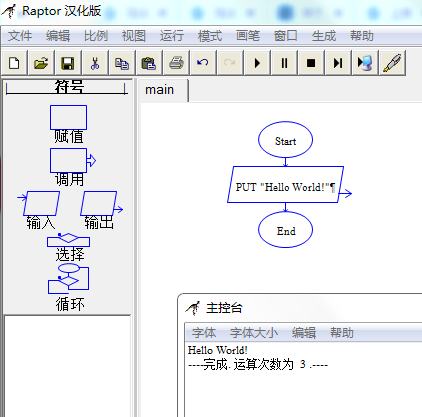 Raptor 汉化版
文件 编辑 比例 视图 运行 模式 画笔 窗口 生成 帮助
符号
main
赋值
调用
输入 输出
选择
循环
Start
PUT "Hello World!"¶
End
主控台
字体 字体大小 编辑 帮助
Hello World!
----完成. 运算次数为 3 .----